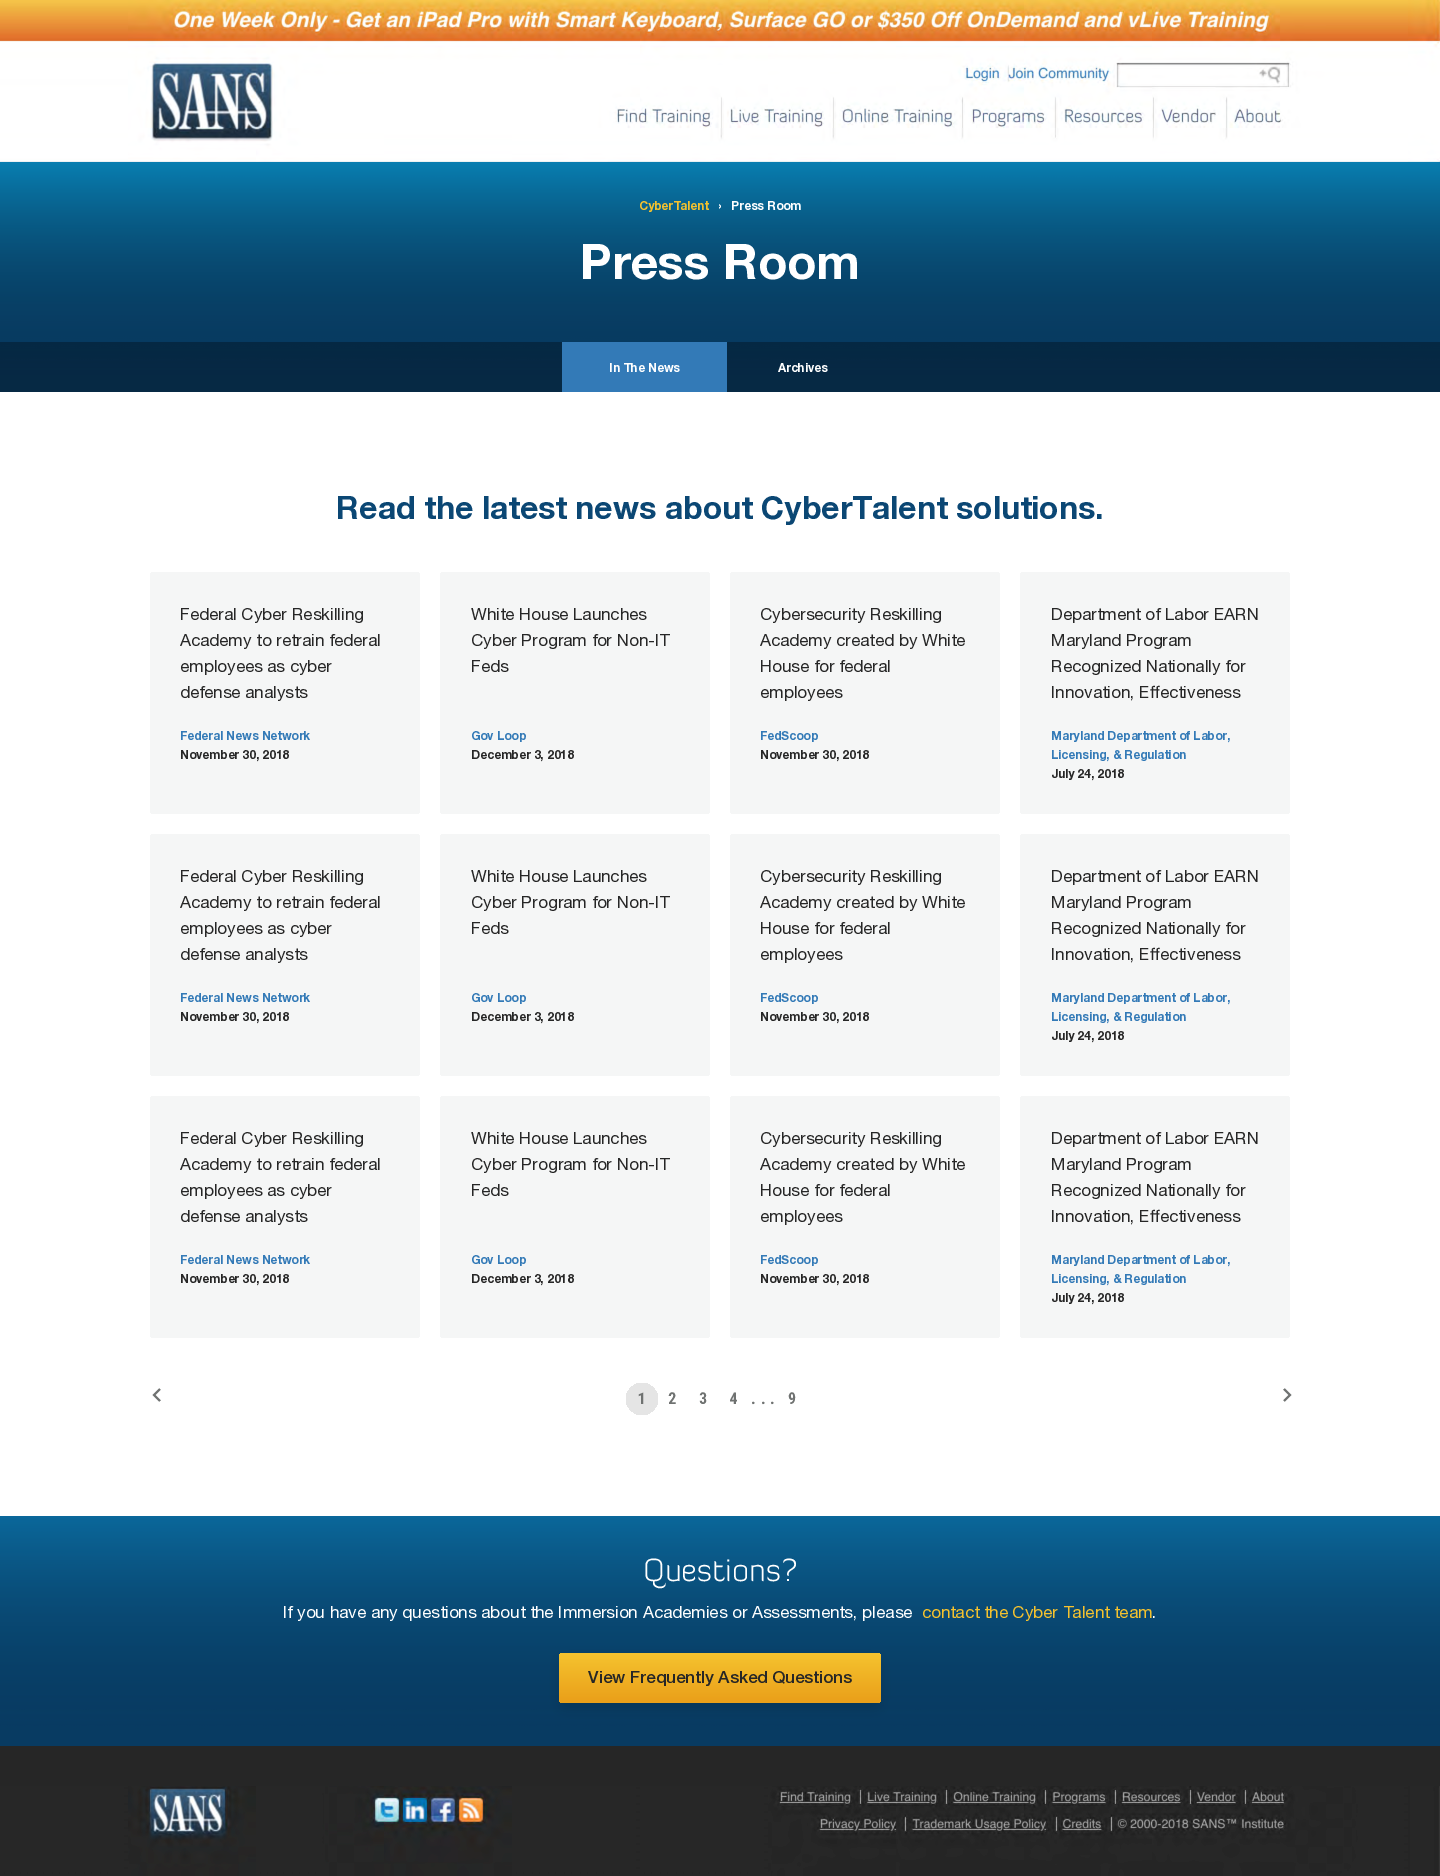 One Week Only - Get an iPad Pro with Smart Keyboard, Surface GO or $350 Off OnDemand and vLive Training
SANS
Login Join Community
Find Training Live Training Online Training Programs Resources Vendor About
CyberTalent › Press Room
Press Room
In The News Archives
Read the latest news about CyberTalent solutions.
Federal Cyber Reskilling
Academy to retrain federal
employees as cyber
defense analysts
Federal News Network
November 30, 2018
White House Launches
Cyber Program for Non-IT
Feds
Gov Loop
December 3, 2018
Cybersecurity Reskilling
Academy created by White
House for federal
employees
FedScoop
November 30, 2018
Department of Labor EARN
Maryland Program
Recognized Nationally for
Innovation, Effectiveness
Maryland Department of Labor,
Licensing, & Regulation
July 24, 2018
Federal Cyber Reskilling
Academy to retrain federal
employees as cyber
defense analysts
Federal News Network
November 30, 2018
White House Launches
Cyber Program for Non-IT
Feds
Gov Loop
December 3, 2018
Cybersecurity Reskilling
Academy created by White
House for federal
employees
FedScoop
November 30, 2018
Department of Labor EARN
Maryland Program
Recognized Nationally for
Innovation, Effectiveness
Maryland Department of Labor,
Licensing, & Regulation
July 24, 2018
Federal Cyber Reskilling
Academy to retrain federal
employees as cyber
defense analysts
Federal News Network
November 30, 2018
White House Launches
Cyber Program for Non-IT
Feds
Gov Loop
December 3, 2018
Cybersecurity Reskilling
Academy created by White
House for federal
employees
FedScoop
November 30, 2018
Department of Labor EARN
Maryland Program
Recognized Nationally for
Innovation, Effectiveness
Maryland Department of Labor,
Licensing, & Regulation
July 24, 2018
1 2 3 4 ... 9
Questions?
If you have any questions about the Immersion Academies or Assessments, please contact the Cyber Talent team.
View Frequently Asked Questions
SANS
Find Training | Live Training | Online Training | Programs | Resources | Vendor | About
Privacy Policy | Trademark Usage Policy | Credits | © 2000-2018 SANS™ Institute